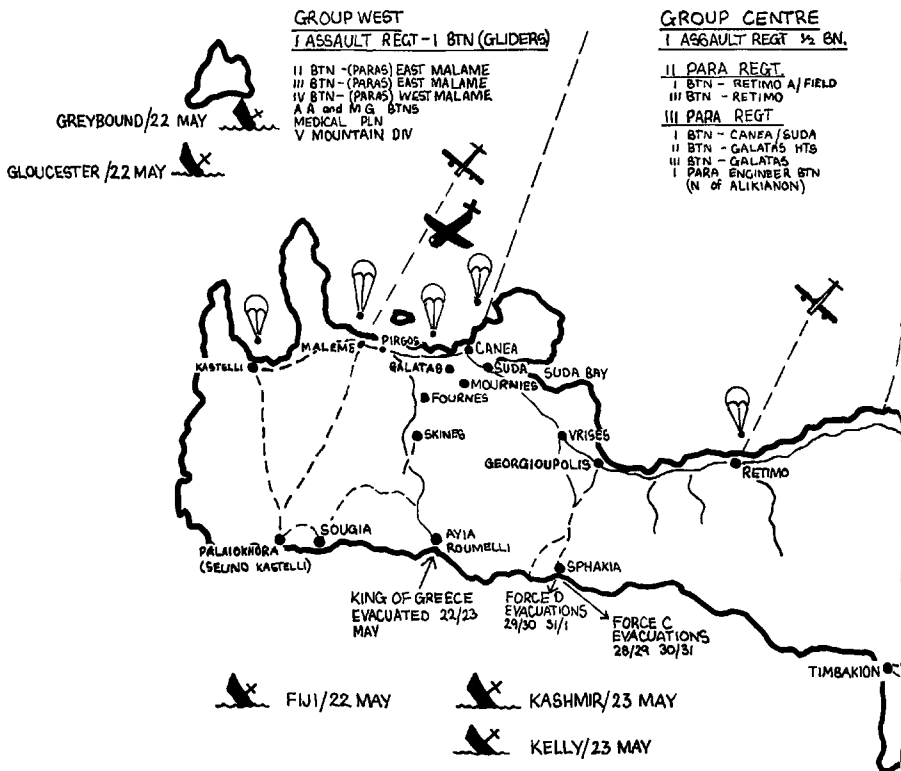 GROUP WEST
I ASSAULT REGT - I BTN (GLIDERS)
II BTN - (PARAS) EAST MALAME
III BTN - (PARAS) EAST MALAME
IV BTN - (PARAS) WEST MALAME
A A and M G BTNS
MEDICAL PLN
V MOUNTAIN DIV
GROUP CENTRE
I ASSAULT REGT ½ BN.
II PARA REGT.
I BTN - RETIMO A/FIELD
III BTN - RETIMO
III PARA REGT
I BTN - CANEA/SUDA
II BTN - GALATAS HTS
III BTN - GALATAS
I PARA ENGINEER BTN
(N of ALIKIANON)
GREYBOUND/22 MAY
GLOUCESTER/22 MAY
KASTELLI
MALEME
PIRGOS
CANEA
GALATAS
SUDA
SUDA BAY
MOURNIES
FOURNES
SKINES
VRISES
GEORGIOUPOLIS
RETIMO
PALAIOKHORA
(SELINO KASTELLI)
SOUGIA
AYIA
ROUMELLI
SPHAKIA
KING OF GREECE
EVACUATED 22/23
MAY
FORCE D
EVACUATIONS
29/30 31/1
FORCE C
EVACUATIONS
28/29 30/31
TIMBAKION
FIJI/22 MAY
KASHMIR/23 MAY
KELLY/23 MAY